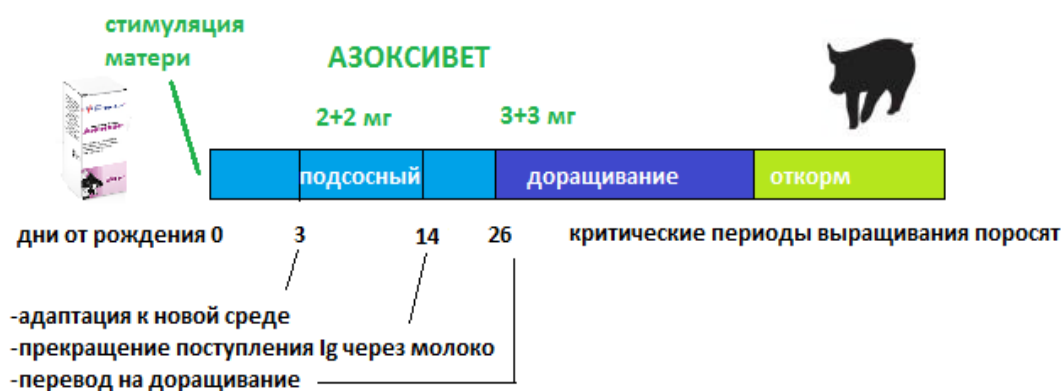 стимуляция
матери
АЗОКСИВЕТ
2+2 мг
3+3 мг
подсосный
доращивание
откорм
дни от рождения 0 3 14 26 критические периоды выращивания поросят
-адаптация к новой среде
-прекращение поступления Ig через молоко
-перевод на доращивание